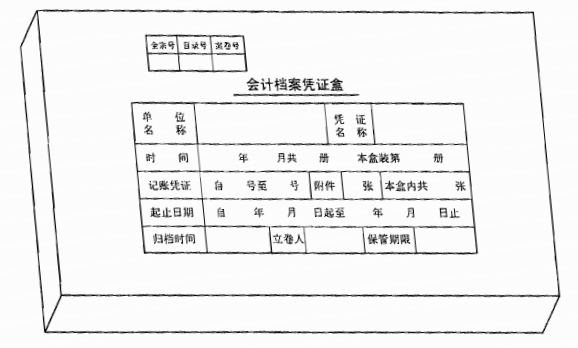 全宗号 目录号 案卷号
会计档案凭证盒
单位名称 凭证名称
时间 年 月共 册 本盒装第 册
记账凭证 自 号至 号 附件 张 本盒内共 张
起止日期 自 年 月 日起至 年 月 日止
归档时间 立卷人 保管期限